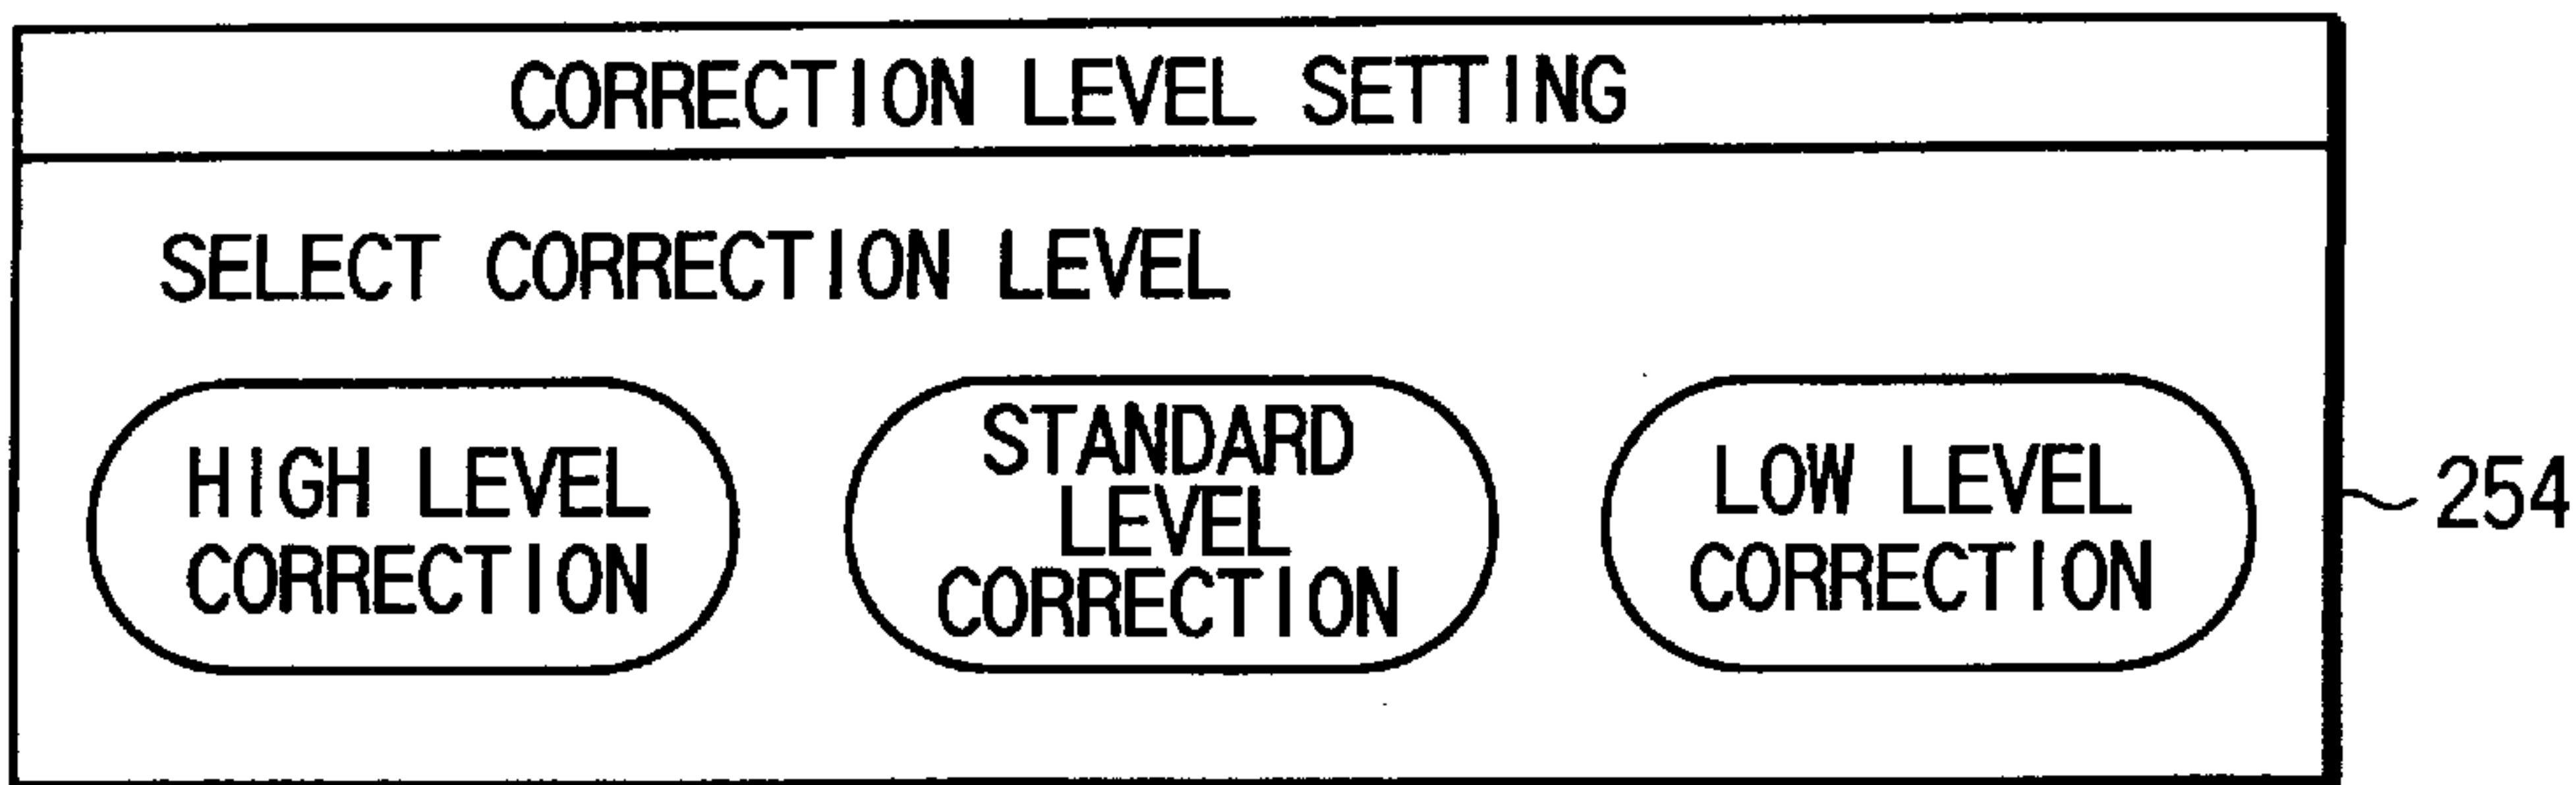 CORRECTION LEVEL SETTING
SELECT CORRECTION LEVEL
HIGH LEVEL
CORRECTION
STANDARD
LEVEL
CORRECTION
LOW LEVEL
CORRECTION
254